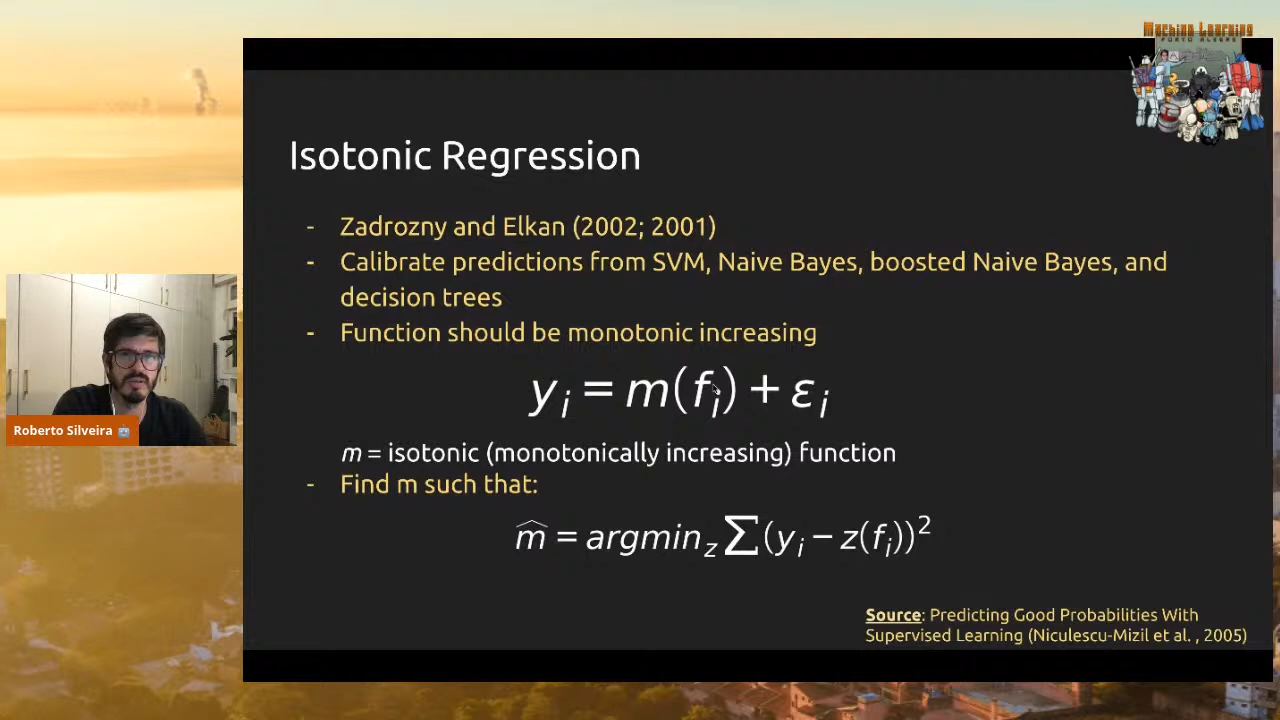 Machine Learning
PORTO ALEGRE
Isotonic Regression
- Zadrozny and Elkan (2002; 2001)
- Calibrate predictions from SVM, Naive Bayes, boosted Naive Bayes, and
decision trees
- Function should be monotonic increasing
y_i = m(f_i) + ε_i
m = isotonic (monotonically increasing) function
- Find m such that:
m̂ = argmin_z ∑(y_i − z(f_i))²
Source: Predicting Good Probabilities With
Supervised Learning (Niculescu-Mizil et al. , 2005)
Roberto Silveira 🤖